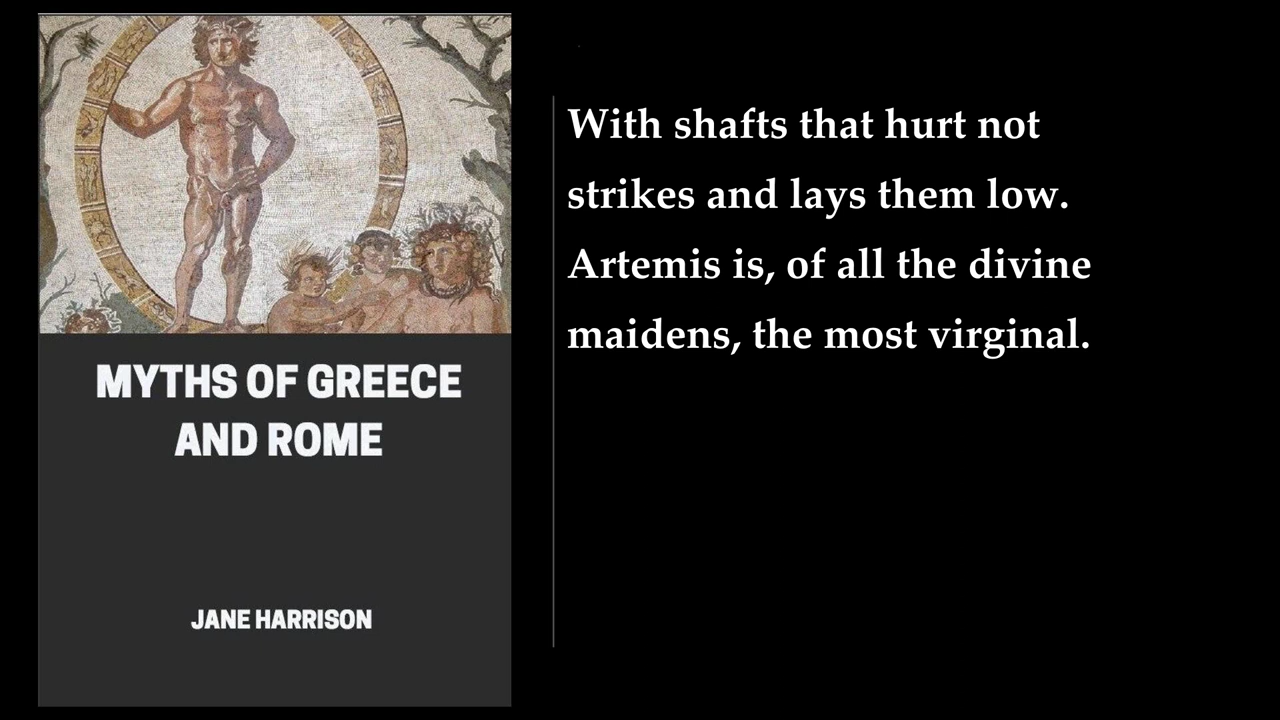 MYTHS OF GREECE
AND ROME
JANE HARRISON
With shafts that hurt not
strikes and lays them low.
Artemis is, of all the divine
maidens, the most virginal.